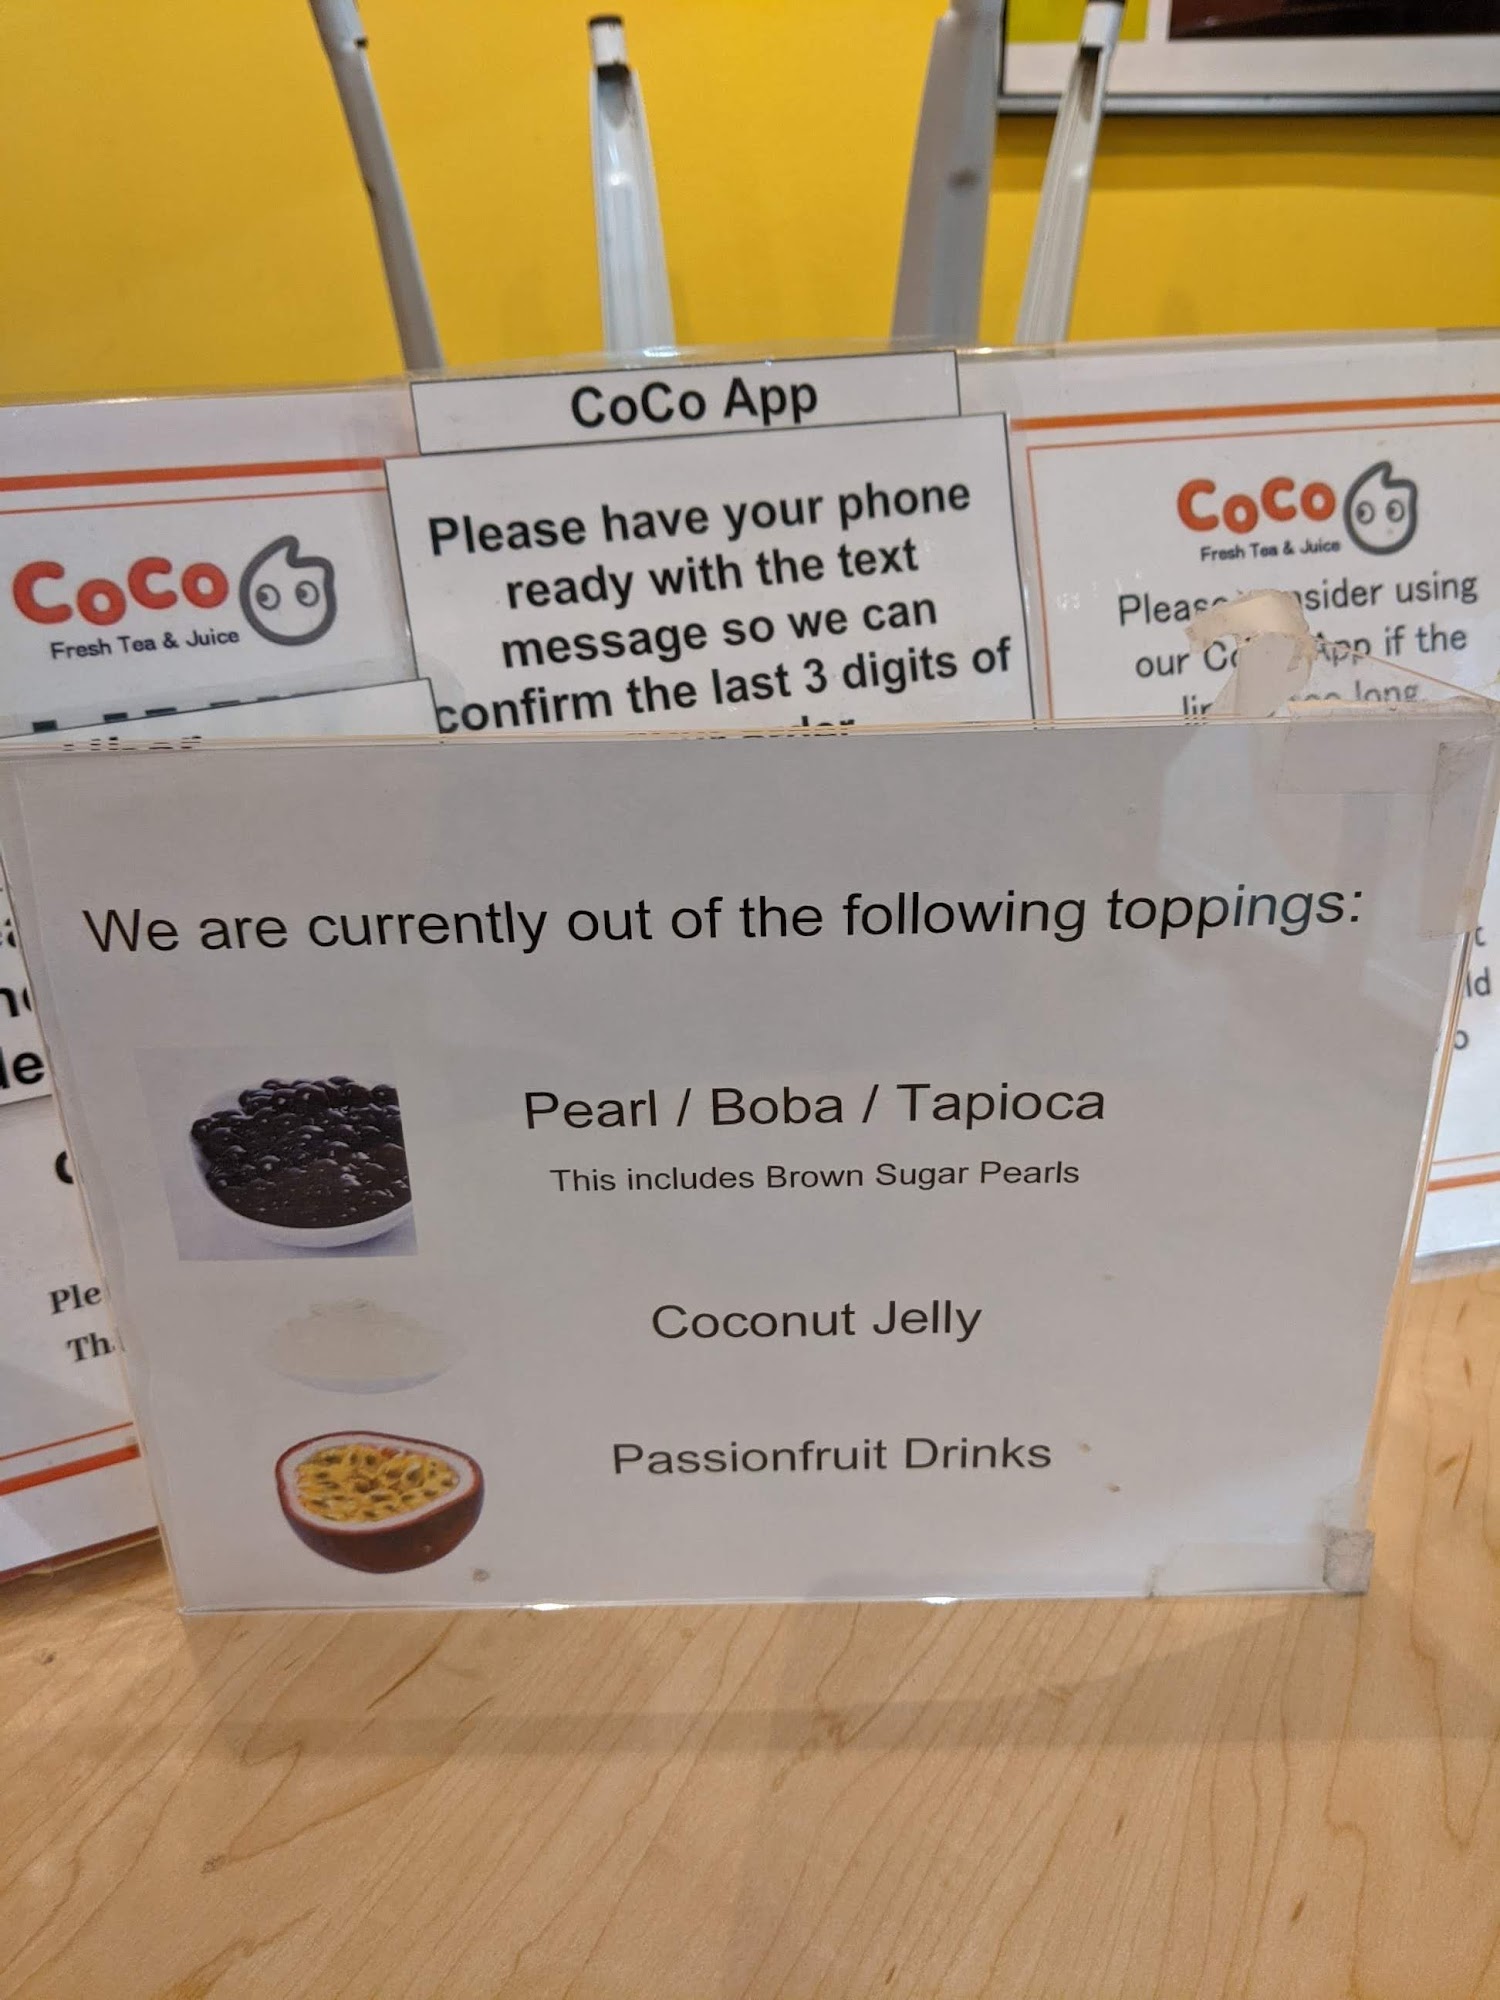 CoCo App
Please have your phone
ready with the text
message so we can
confirm the last 3 digits of
CoCo
Fresh Tea & Juice
CoCo
Fresh Tea & Juice
using
our App if the
long
We are currently out of the following toppings:
Pearl / Boba / Tapioca
This includes Brown Sugar Pearls
Coconut Jelly
Passionfruit Drinks